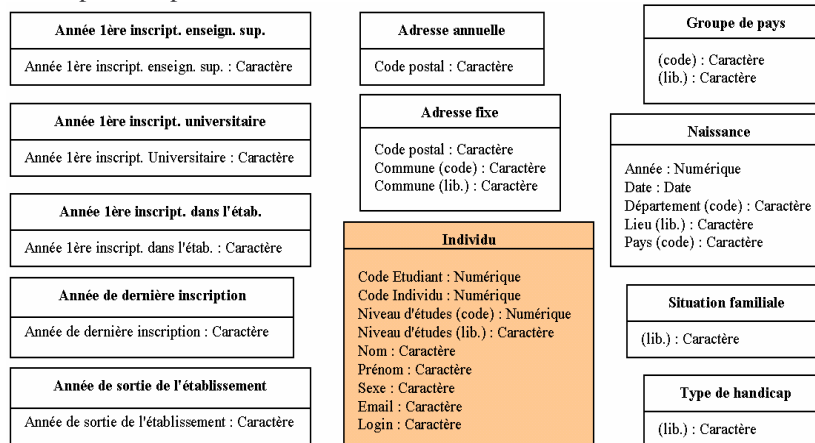 Année 1ère inscript. enseign. sup.
Année 1ère inscript. enseign. sup. : Caractère
Année 1ère inscript. universitaire
Année 1ère inscript. Universitaire : Caractère
Année 1ère inscript. dans l'étab.
Année 1ère inscript. dans l'étab. : Caractère
Année de dernière inscription
Année de dernière inscription : Caractère
Année de sortie de l'établissement
Année de sortie de l'établissement : Caractère
Adresse annuelle
Code postal : Caractère
Adresse fixe
Code postal : Caractère
Commune (code) : Caractère
Commune (lib.) : Caractère
Individu
Code Etudiant : Numérique
Code Individu : Numérique
Niveau d'études (code) : Numérique
Niveau d'études (lib.) : Caractère
Nom : Caractère
Prénom : Caractère
Sexe : Caractère
Email : Caractère
Login : Caractère
Groupe de pays
(code) : Caractère
(lib.) : Caractère
Naissance
Année : Numérique
Date : Date
Département (code) : Caractère
Lieu (lib.) : Caractère
Pays (code) : Caractère
Situation familiale
(lib.) : Caractère
Type de handicap
(lib.) : Caractère